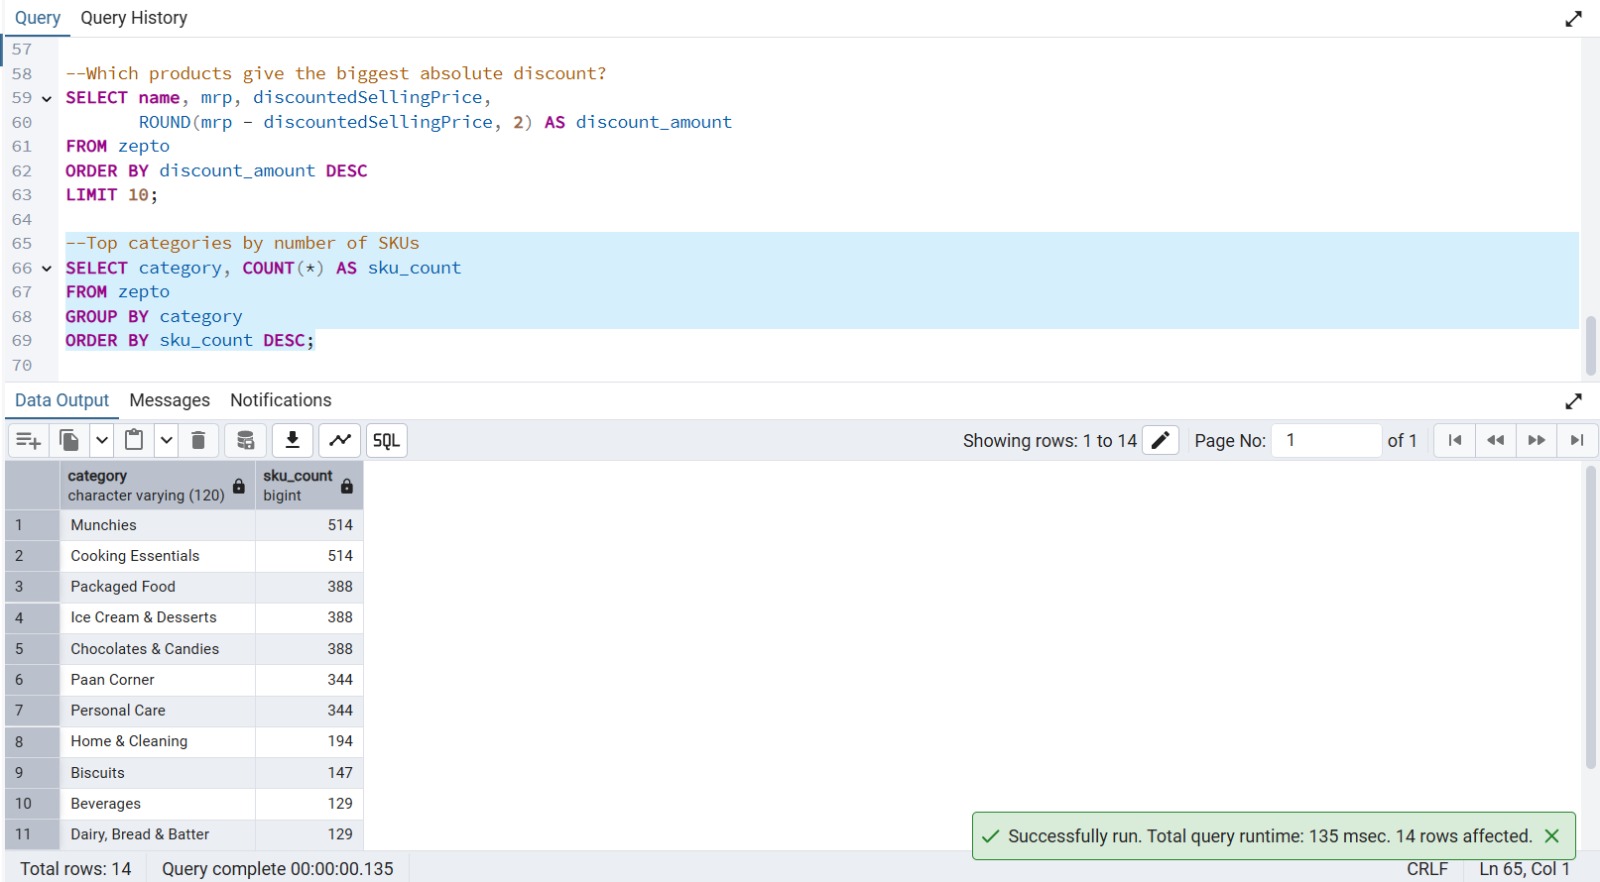 Query Query History
57
58 --Which products give the biggest absolute discount?
59 SELECT name, mrp, discountedSellingPrice,
60 ROUND(mrp - discountedSellingPrice, 2) AS discount_amount
61 FROM zepto
62 ORDER BY discount_amount DESC
63 LIMIT 10;
64
65 --Top categories by number of SKUs
66 SELECT category, COUNT(*) AS sku_count
67 FROM zepto
68 GROUP BY category
69 ORDER BY sku_count DESC;
70
Data Output Messages Notifications
SQL Showing rows: 1 to 14 Page No: 1 of 1
category sku_count
character varying (120) bigint
1 Munchies 514
2 Cooking Essentials 514
3 Packaged Food 388
4 Ice Cream & Desserts 388
5 Chocolates & Candies 388
6 Paan Corner 344
7 Personal Care 344
8 Home & Cleaning 194
9 Biscuits 147
10 Beverages 129
11 Dairy, Bread & Batter 129
Successfully run. Total query runtime: 135 msec. 14 rows affected.
Total rows: 14 Query complete 00:00:00.135 CRLF Ln 65, Col 1